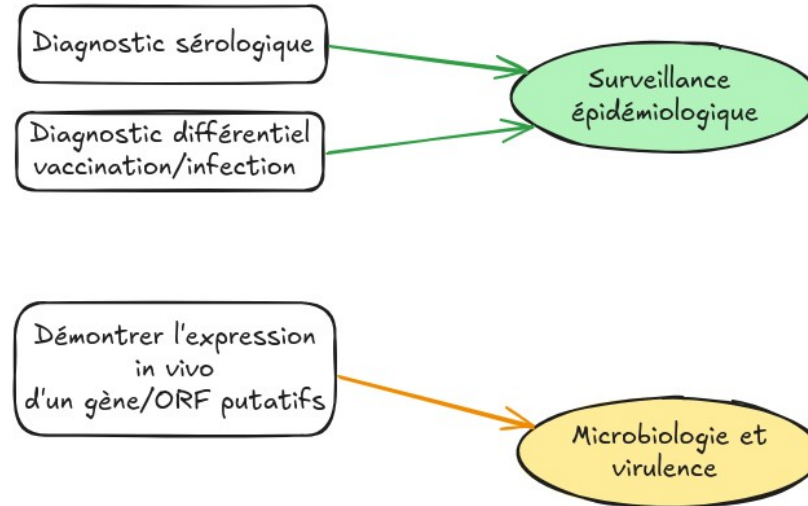 Diagnostic sérologique
Diagnostic différentiel
vaccination/infection
Surveillance
épidémiologique
Démontrer l'expression
in vivo
d'un gène/ORF putatifs
Microbiologie et
virulence